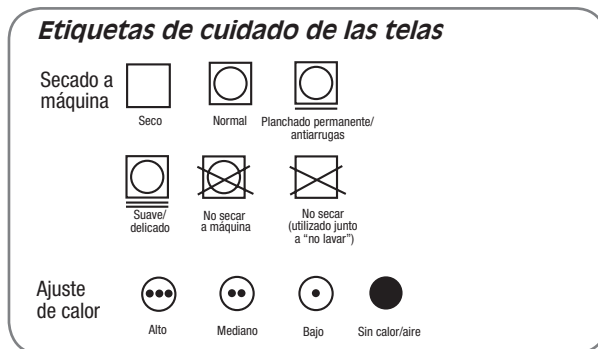 Etiquetas de cuidado de las telas
Secado a
máquina
Seco
Normal
Planchado permanente/
antiarrugas
Suave/
delicado
No secar
a máquina
No secar
(utilizado junto
a “no lavar”)
Ajuste
de calor
Alto
Mediano
Bajo
Sin calor/aire